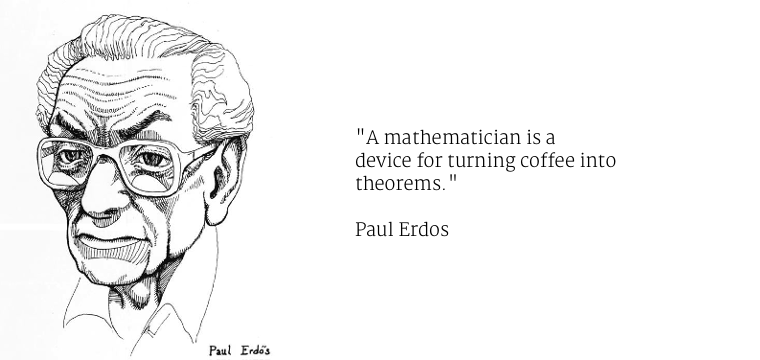 "A mathematician is a
device for turning coffee into
theorems."
Paul Erdos
Paul Erdős